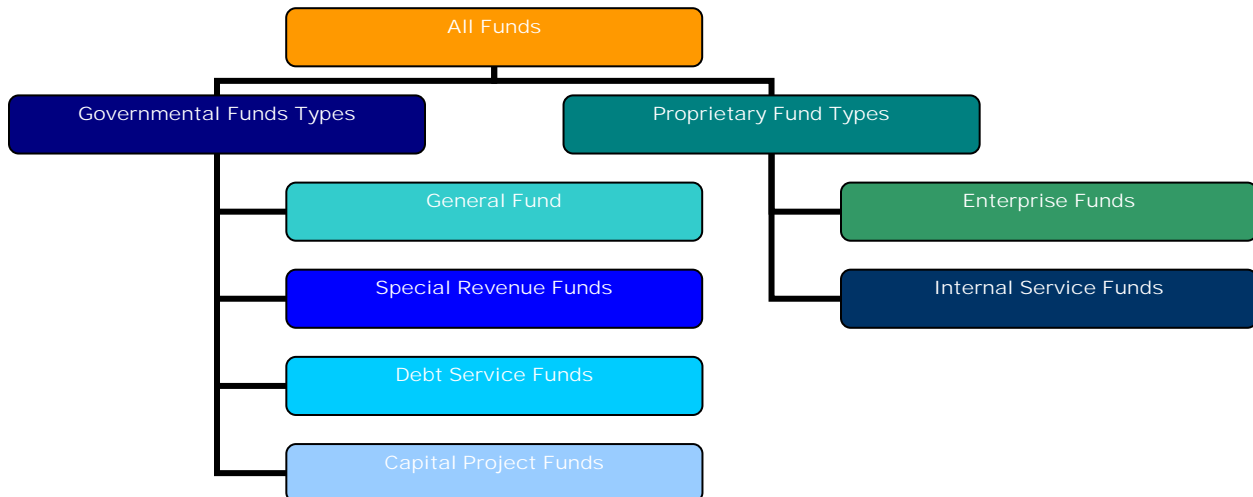 All Funds
Governmental Funds Types
Proprietary Fund Types
General Fund
Enterprise Funds
Special Revenue Funds
Internal Service Funds
Debt Service Funds
Capital Project Funds